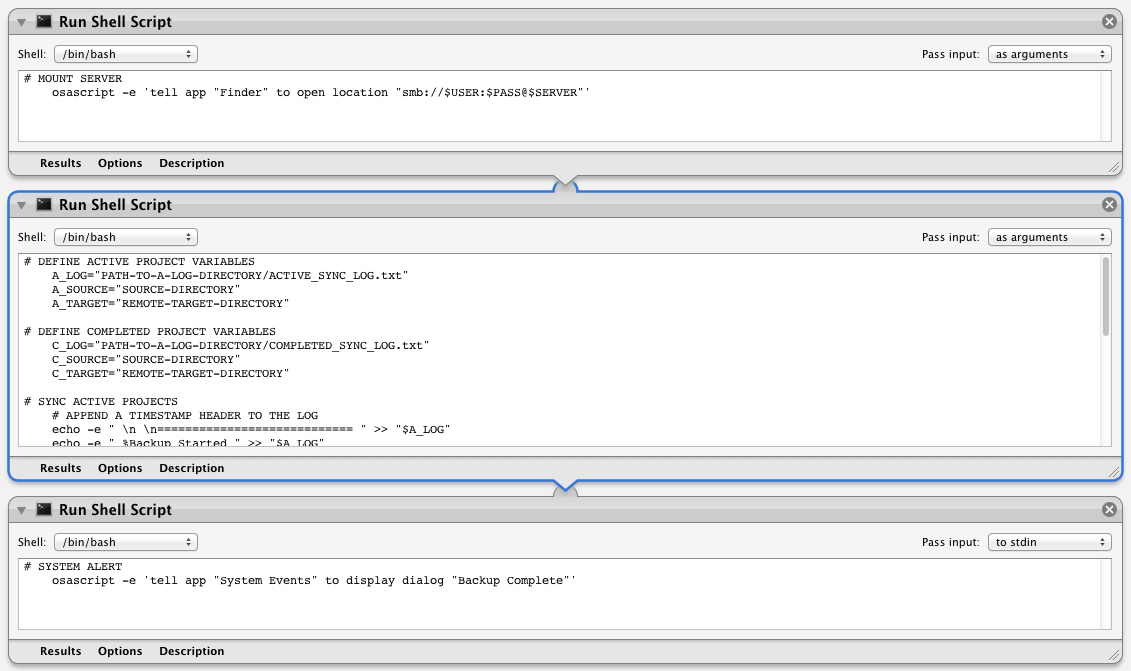 Run Shell Script
Shell: /bin/bash Pass input: as arguments
# MOUNT SERVER
osascript -e 'tell app "Finder" to open location "smb://$USER:$PASS@$SERVER"'
Results Options Description
Run Shell Script
Shell: /bin/bash Pass input: as arguments
# DEFINE ACTIVE PROJECT VARIABLES
A_LOG="PATH-TO-A-LOG-DIRECTORY/ACTIVE_SYNC_LOG.txt"
A_SOURCE="SOURCE-DIRECTORY"
A_TARGET="REMOTE-TARGET-DIRECTORY"
# DEFINE COMPLETED PROJECT VARIABLES
C_LOG="PATH-TO-A-LOG-DIRECTORY/COMPLETED_SYNC_LOG.txt"
C_SOURCE="SOURCE-DIRECTORY"
C_TARGET="REMOTE-TARGET-DIRECTORY"
# SYNC ACTIVE PROJECTS
# APPEND A TIMESTAMP HEADER TO THE LOG
echo -e " \n \n============================ " >> "$A_LOG"
echo -e " %Backup Started " >> "$A_LOG"
Results Options Description
Run Shell Script
Shell: /bin/bash Pass input: to stdin
# SYSTEM ALERT
osascript -e 'tell app "System Events" to display dialog "Backup Complete"'
Results Options Description